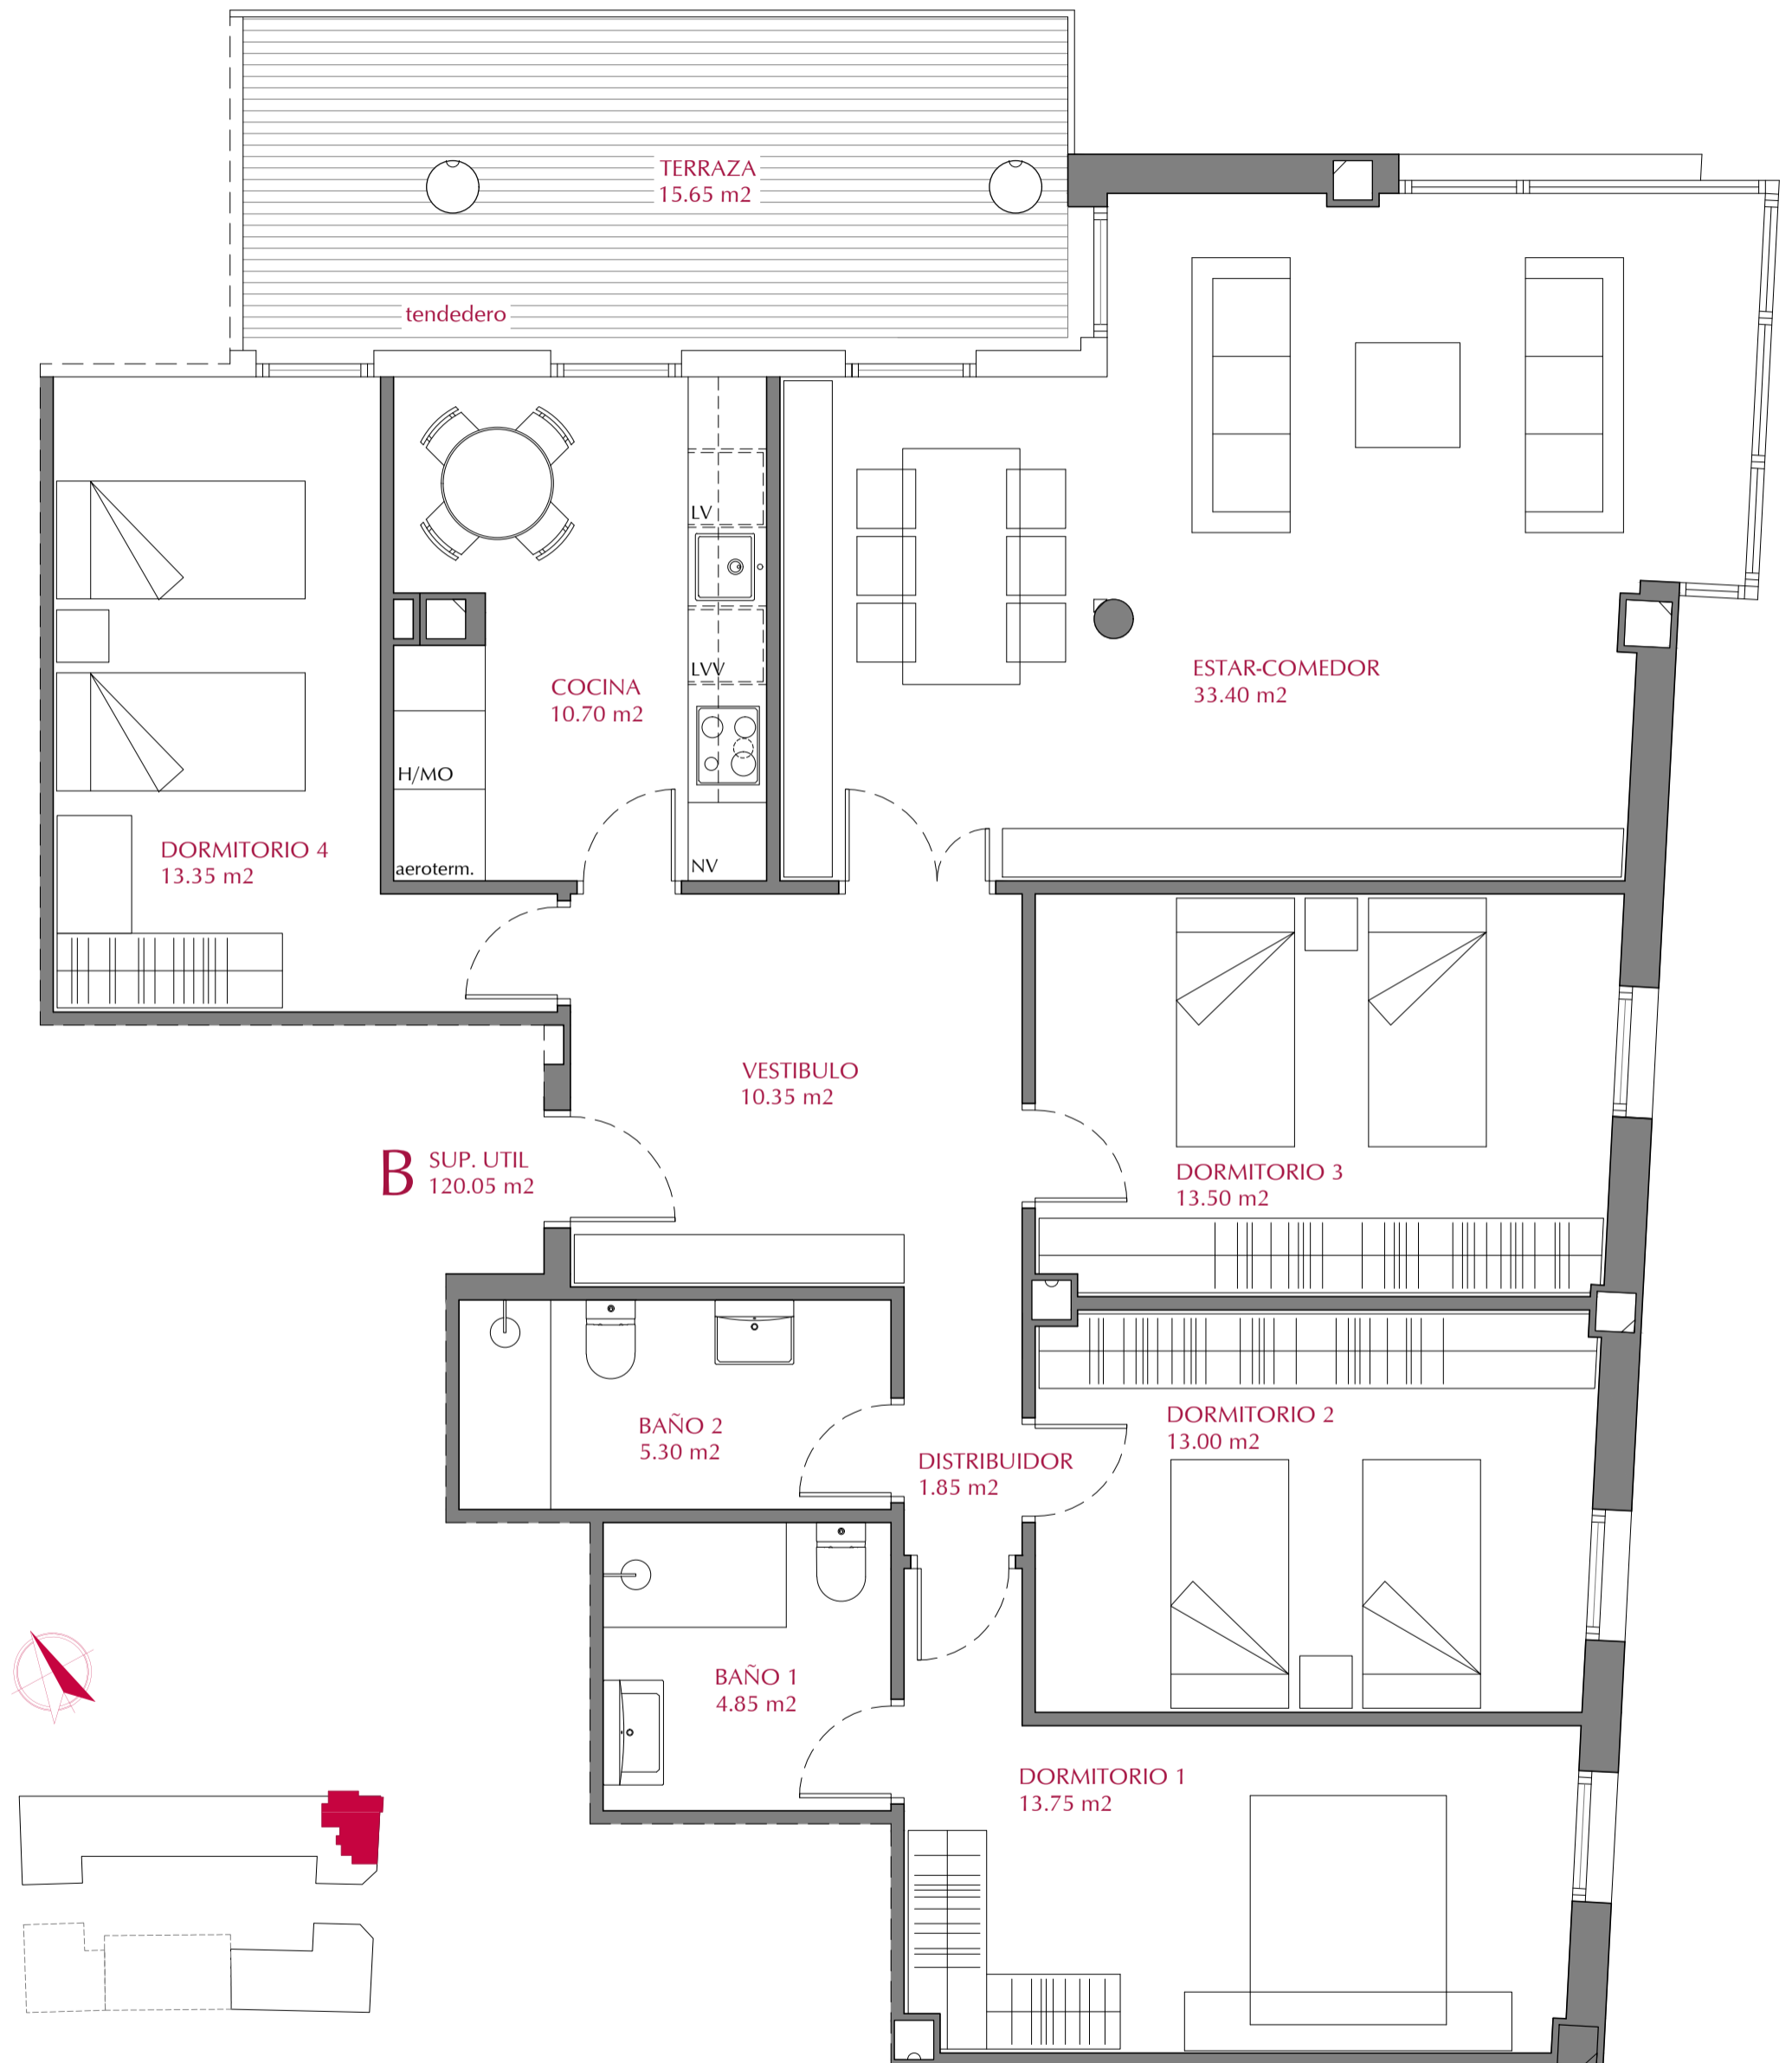 TERRAZA
15.65 m2
tendedero
LV
LVV
COCINA
10.70 m2
ESTAR-COMEDOR
33.40 m2
H/MO
aeroterm.
NV
DORMITORIO 4
13.35 m2
VESTIBULO
10.35 m2
B
SUP. UTIL
120.05 m2
DORMITORIO 3
13.50 m2
BAÑO 2
5.30 m2
DORMITORIO 2
13.00 m2
DISTRIBUIDOR
1.85 m2
BAÑO 1
4.85 m2
DORMITORIO 1
13.75 m2